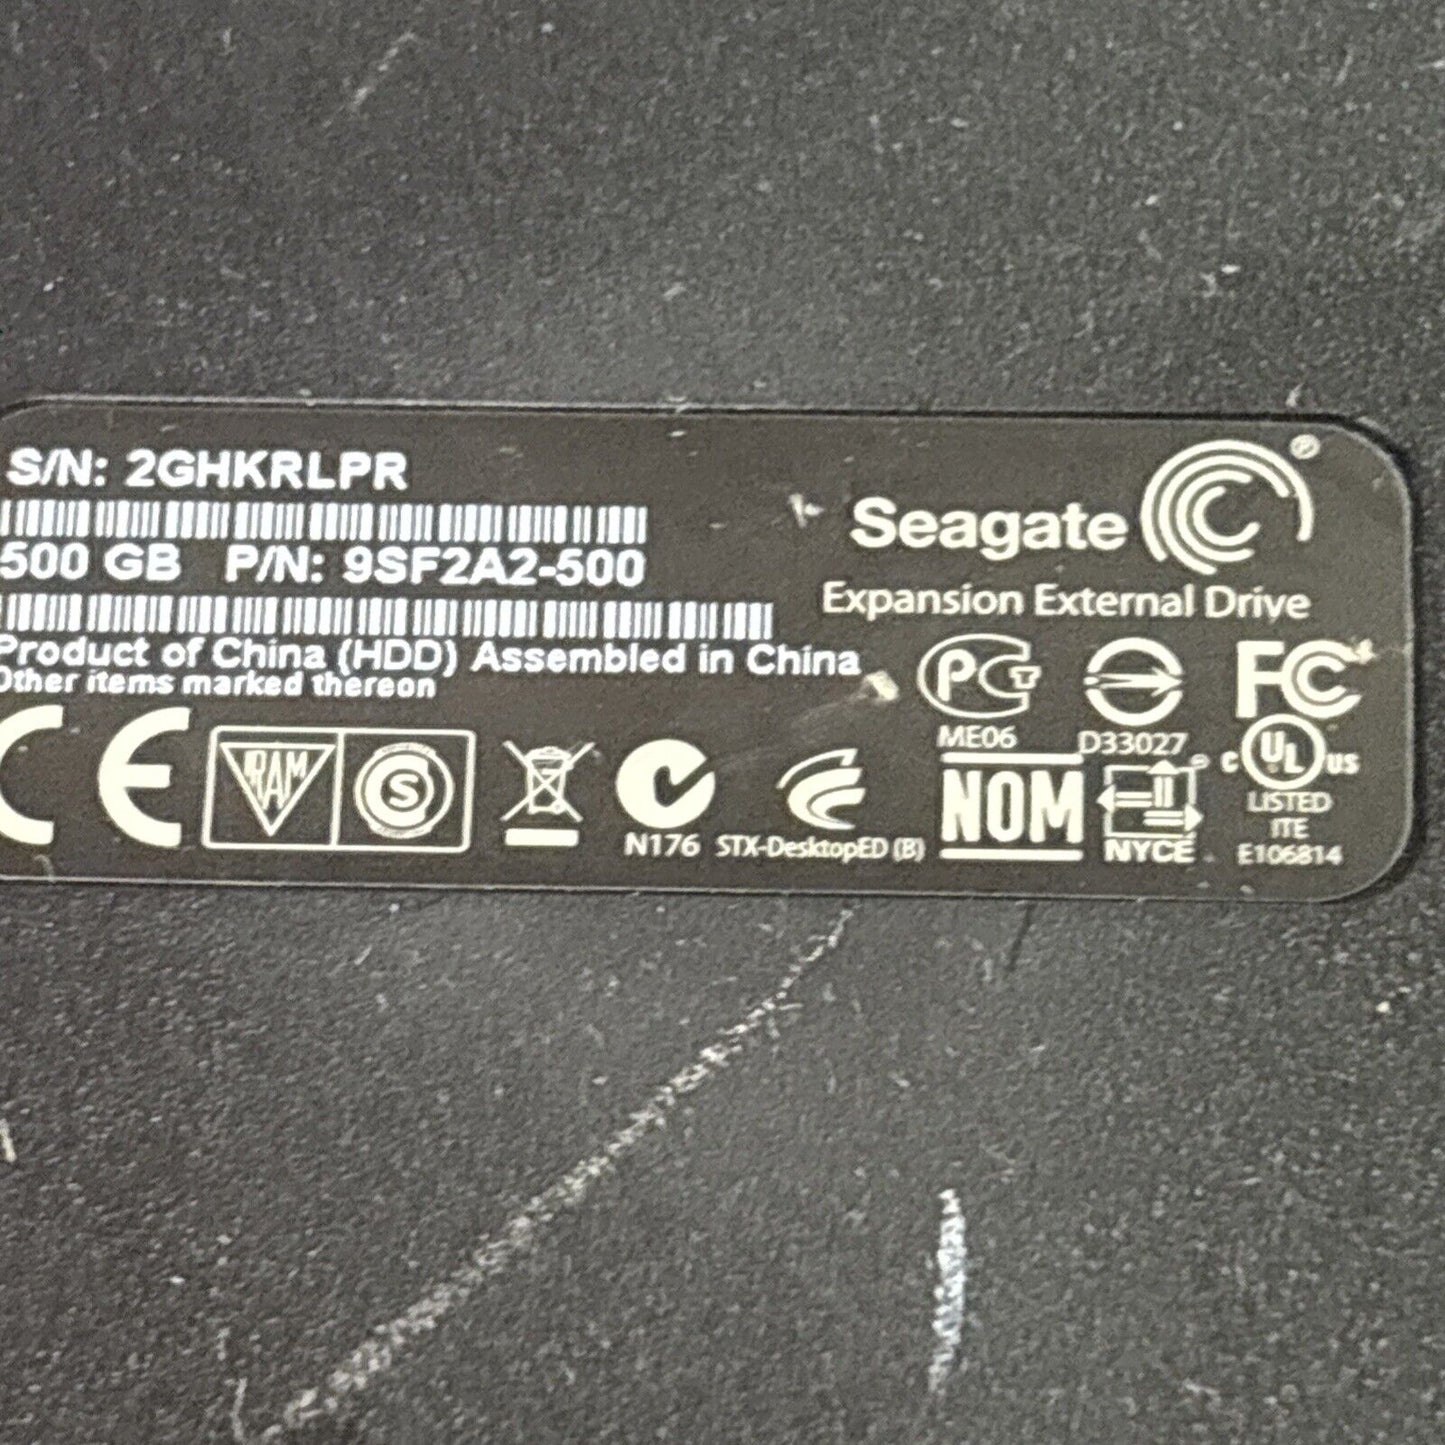 S/N: 2GHKRLPR
500 GB P/N: 9SF2A2-500
Product of China (HDD) Assembled in China
Other items marked thereon
Seagate®
Expansion External Drive
ME06
D33027
FC
CE
N176
STX-DesktopED (B)
NOM
NYCE
c UL us
LISTED
ITE
E106814